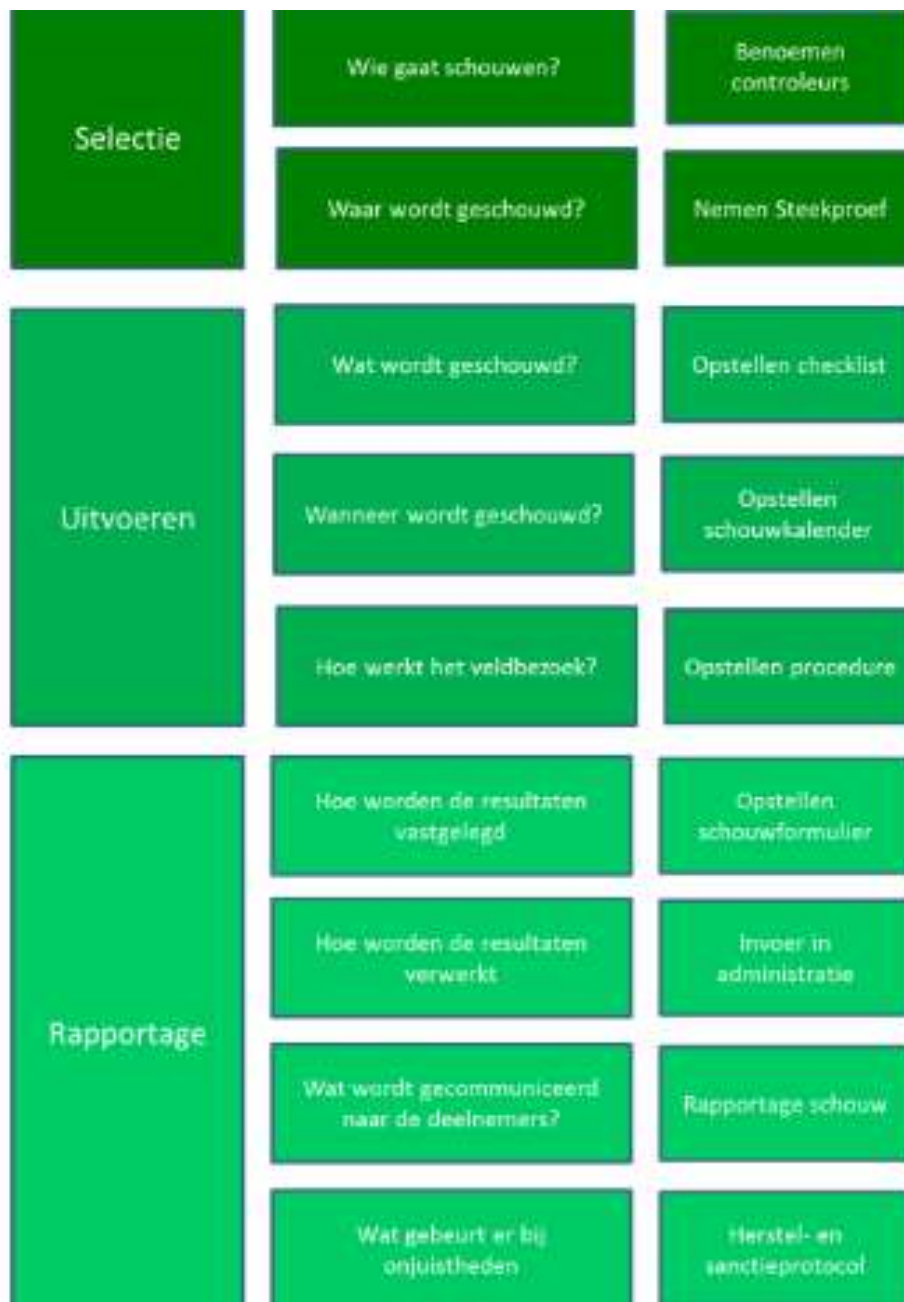 Selectie
Wie gaat schouwen?
Benoemen
controleurs
Waar wordt geschouwd?
Nemen Steekproef
Uitvoeren
Wat wordt geschouwd?
Opstellen checklist
Wanneer wordt geschouwd?
Opstellen
schouwkalender
Hoe werkt het veldbezoek?
Opstellen procedure
Rapportage
Hoe worden de resultaten
vastgelegd
Opstellen
schouwformulier
Hoe worden de resultaten
verwerkt
Invoer in
administratie
Wat wordt gecommuniceerd
naar de deelnemers?
Rapportage schouw
Wat gebeurt er bij
onjuistheden
Herstel- en
sanctieprotocol